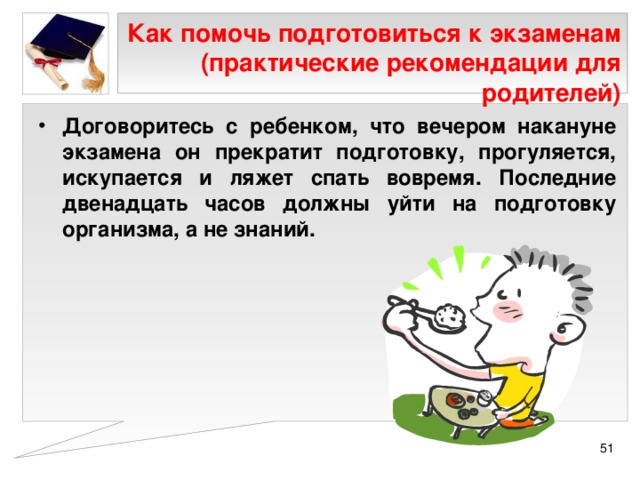 Как помочь подготовиться к экзаменам
(практические рекомендации для
родителей)
• Договоритесь с ребенком, что вечером накануне
экзамена он прекратит подготовку, прогуляется,
искупается и ляжет спать вовремя. Последние
двенадцать часов должны уйти на подготовку
организма, а не знаний.
51